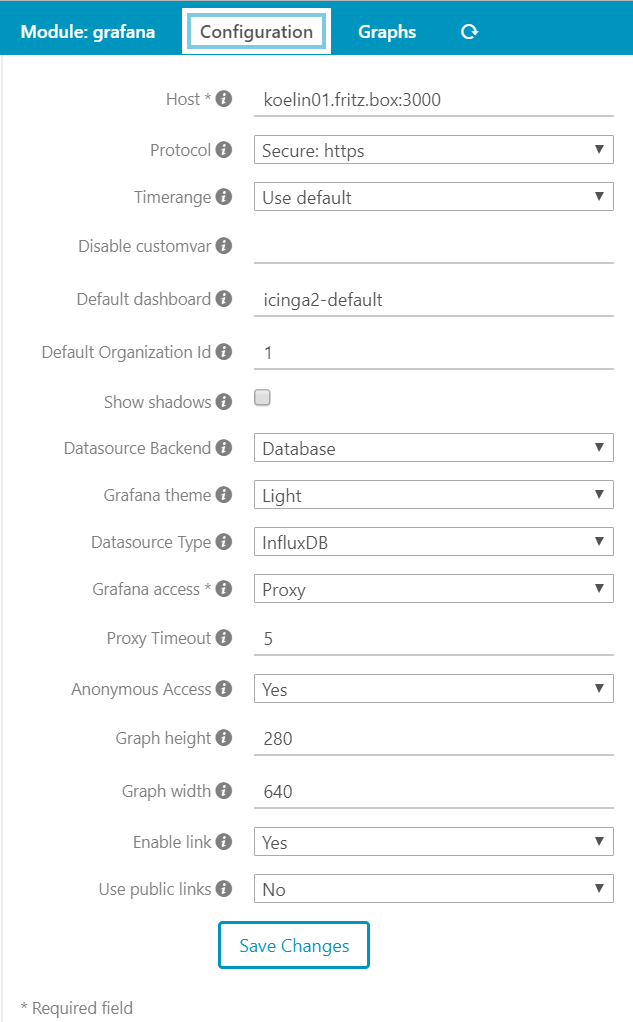 Module: grafana Configuration Graphs
Host * koelin01.fritz.box:3000
Protocol Secure: https
Timerange Use default
Disable customvar
Default dashboard icinga2-default
Default Organization Id 1
Show shadows
Datasource Backend Database
Grafana theme Light
Datasource Type InfluxDB
Grafana access * Proxy
Proxy Timeout 5
Anonymous Access Yes
Graph height 280
Graph width 640
Enable link Yes
Use public links No
Save Changes
* Required field